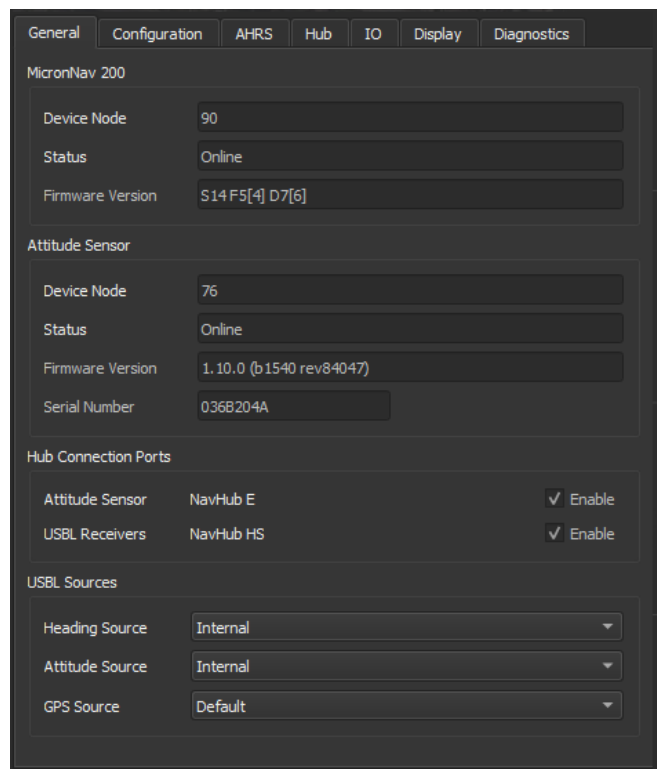 General Configuration AHRS Hub IO Display Diagnostics
MicronNav 200
Device Node 90
Status Online
Firmware Version S14 F5[4] D7[6]
Attitude Sensor
Device Node 76
Status Online
Firmware Version 1.10.0 (b1540 rev84047)
Serial Number 036B204A
Hub Connection Ports
Attitude Sensor NavHub E Enable
USBL Receivers NavHub HS Enable
USBL Sources
Heading Source Internal
Attitude Source Internal
GPS Source Default